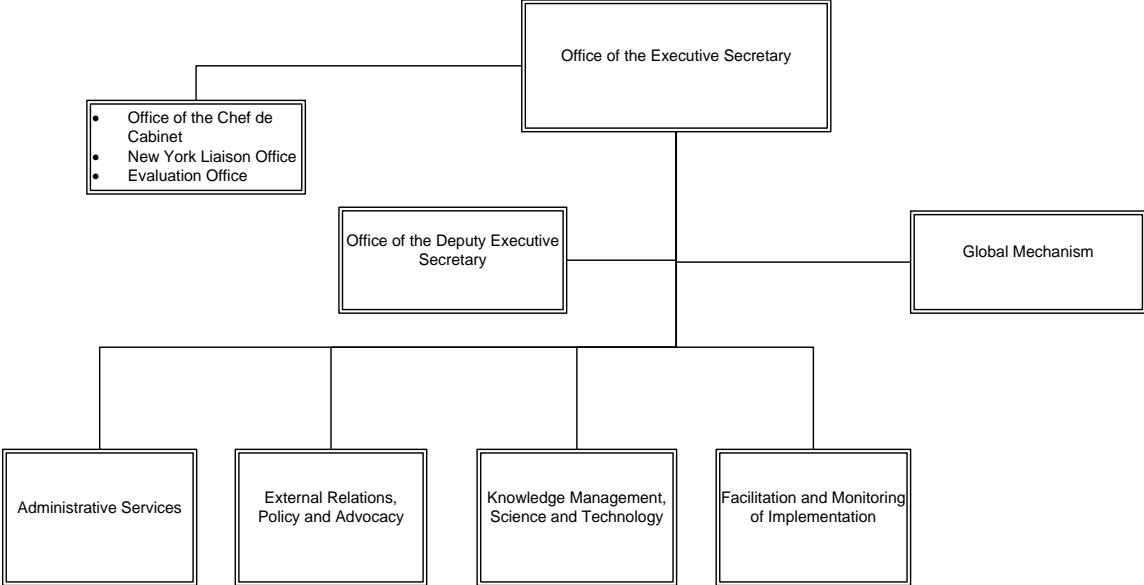 Office of the Executive Secretary
• Office of the Chef de
Cabinet
• New York Liaison Office
• Evaluation Office
Office of the Deputy Executive
Secretary
Global Mechanism
Administrative Services
External Relations,
Policy and Advocacy
Knowledge Management,
Science and Technology
Facilitation and Monitoring
of Implementation